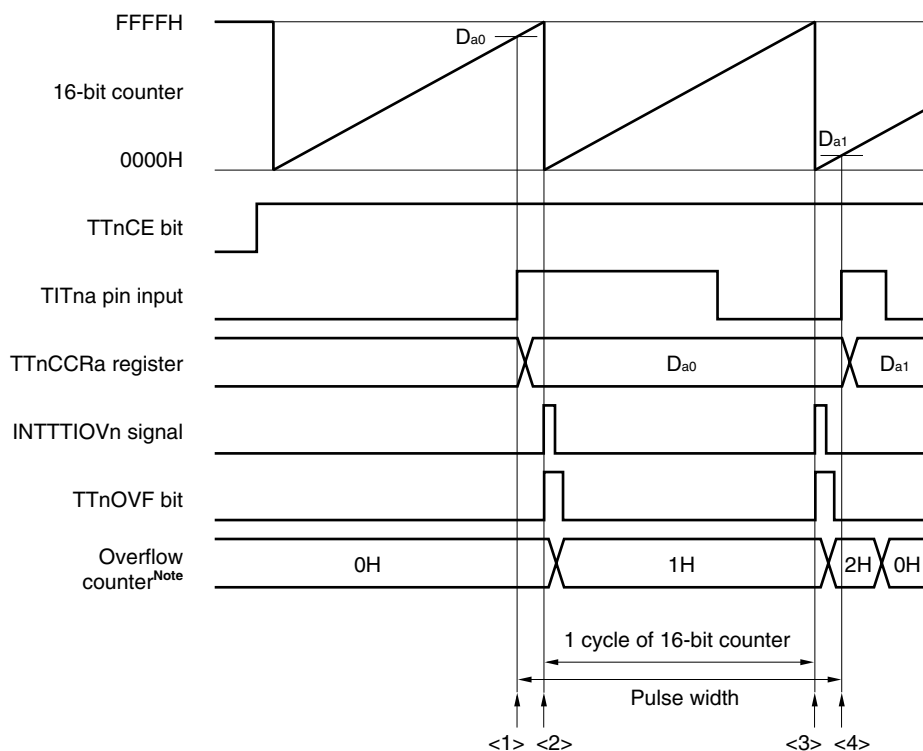 FFFFH
Da0
16-bit counter
Da1
0000H
TTnCE bit
TITna pin input
TTnCCRa register
Da0
Da1
INTTTIOVn signal
TTnOVF bit
Overflow
counterNote
0H
1H
2H
0H
1 cycle of 16-bit counter
Pulse width
<1> <2> <3> <4>